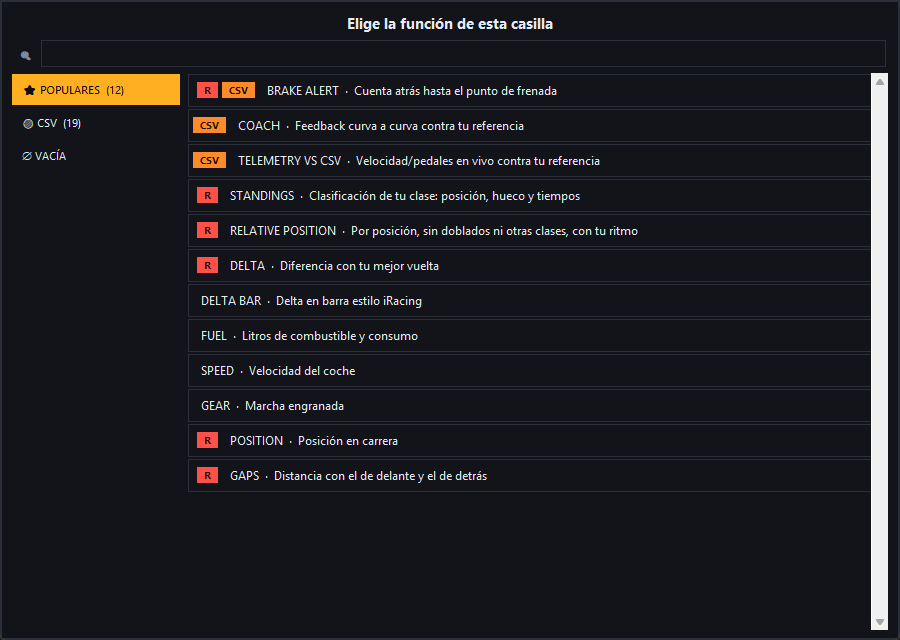 Elige la función de esta casilla
POPULARES (12)
CSV (19)
VACÍA
R CSV BRAKE ALERT · Cuenta atrás hasta el punto de frenada
CSV COACH · Feedback curva a curva contra tu referencia
CSV TELEMETRY VS CSV · Velocidad/pedales en vivo contra tu referencia
R STANDINGS · Clasificación de tu clase: posición, hueco y tiempos
R RELATIVE POSITION · Por posición, sin doblados ni otras clases, con tu ritmo
R DELTA · Diferencia con tu mejor vuelta
DELTA BAR · Delta en barra estilo iRacing
FUEL · Litros de combustible y consumo
SPEED · Velocidad del coche
GEAR · Marcha engranada
R POSITION · Posición en carrera
R GAPS · Distancia con el de delante y el de detrás